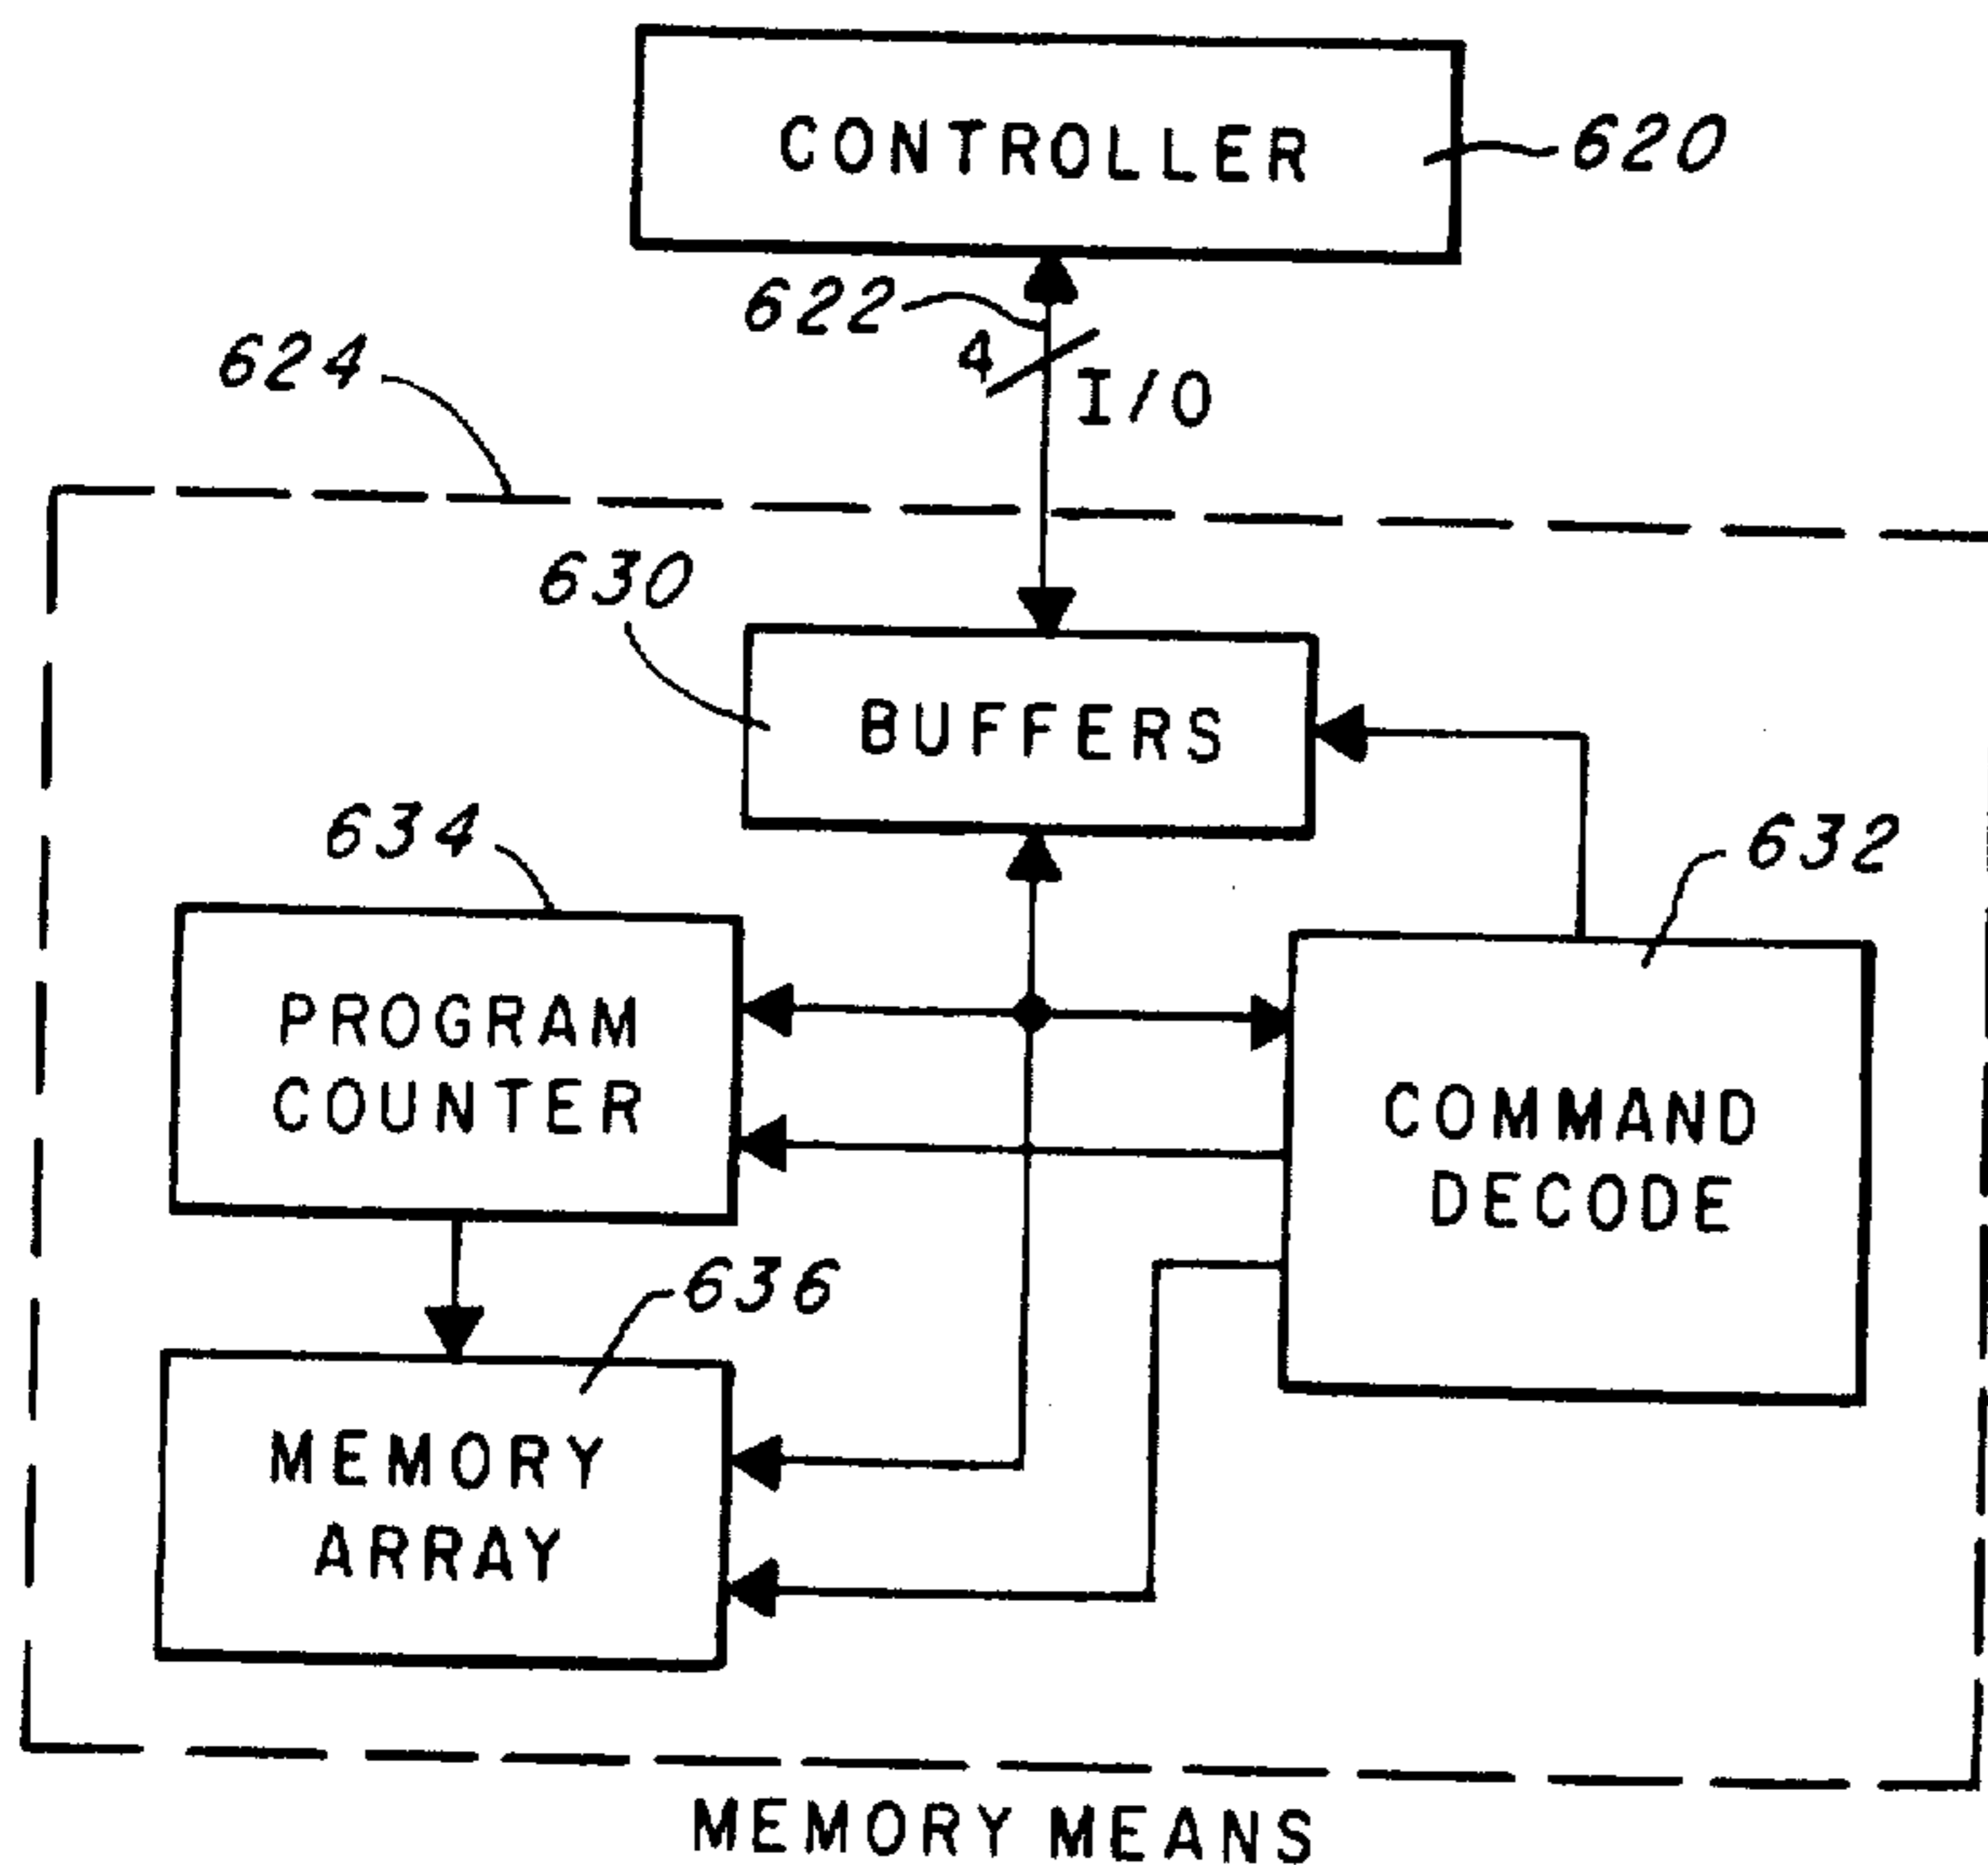 CONTROLLER
620
622
4
I/O
624
630
BUFFERS
634
632
PROGRAM
COUNTER
COMMAND
DECODE
636
MEMORY
ARRAY
MEMORY MEANS